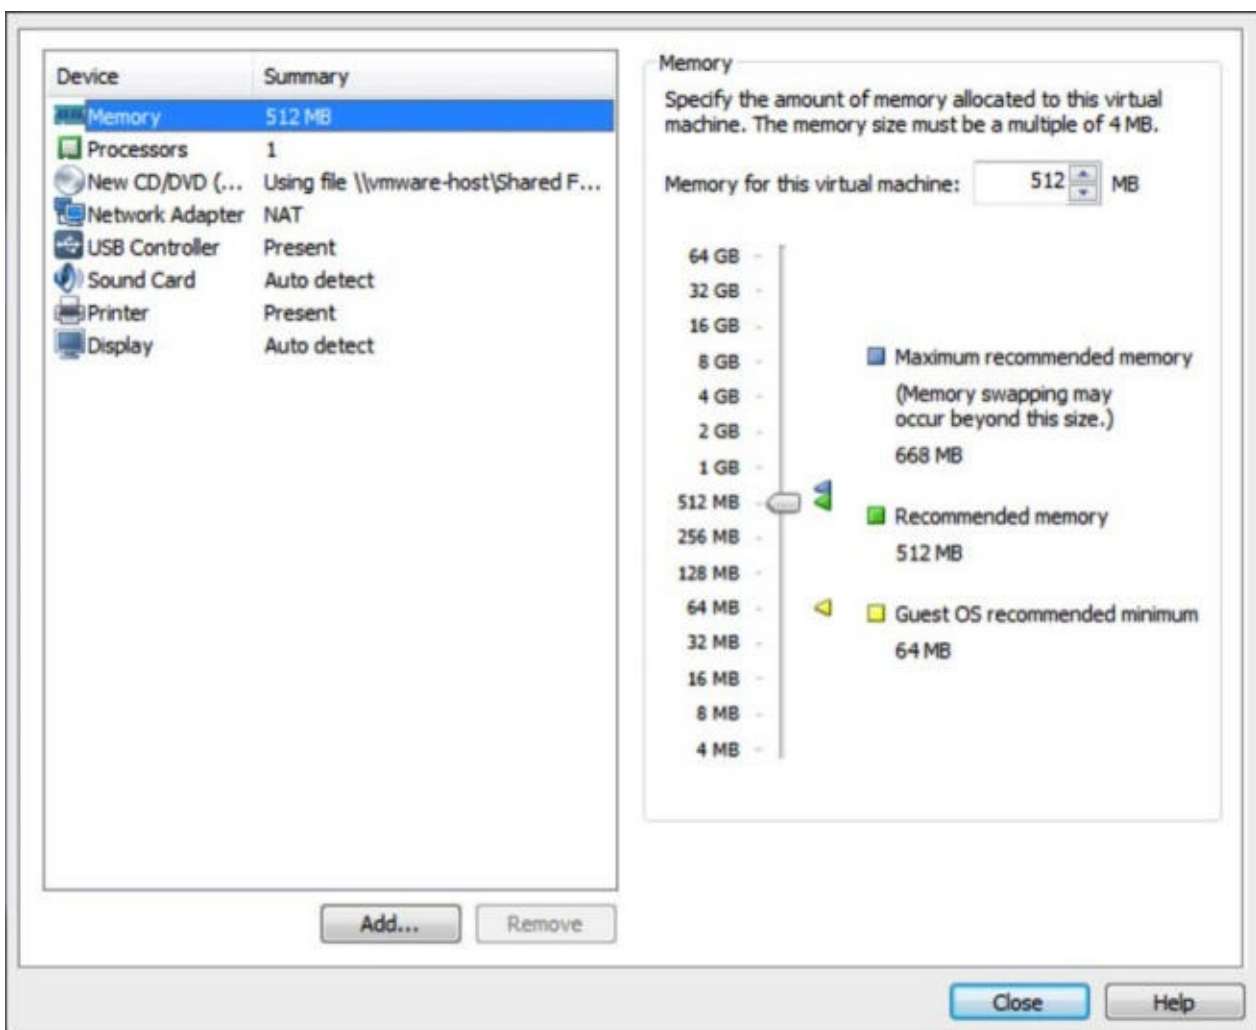 Device Summary
Memory 512 MB
Processors 1
New CD/DVD (... Using file \\vmware-host\Shared F...
Network Adapter NAT
USB Controller Present
Sound Card Auto detect
Printer Present
Display Auto detect
Add... Remove
Memory
Specify the amount of memory allocated to this virtual
machine. The memory size must be a multiple of 4 MB.
Memory for this virtual machine: 512 MB
64 GB
32 GB
16 GB
8 GB
4 GB
2 GB
1 GB
512 MB
256 MB
128 MB
64 MB
32 MB
16 MB
8 MB
4 MB
Maximum recommended memory
(Memory swapping may
occur beyond this size.)
668 MB
Recommended memory
512 MB
Guest OS recommended minimum
64 MB
Close Help